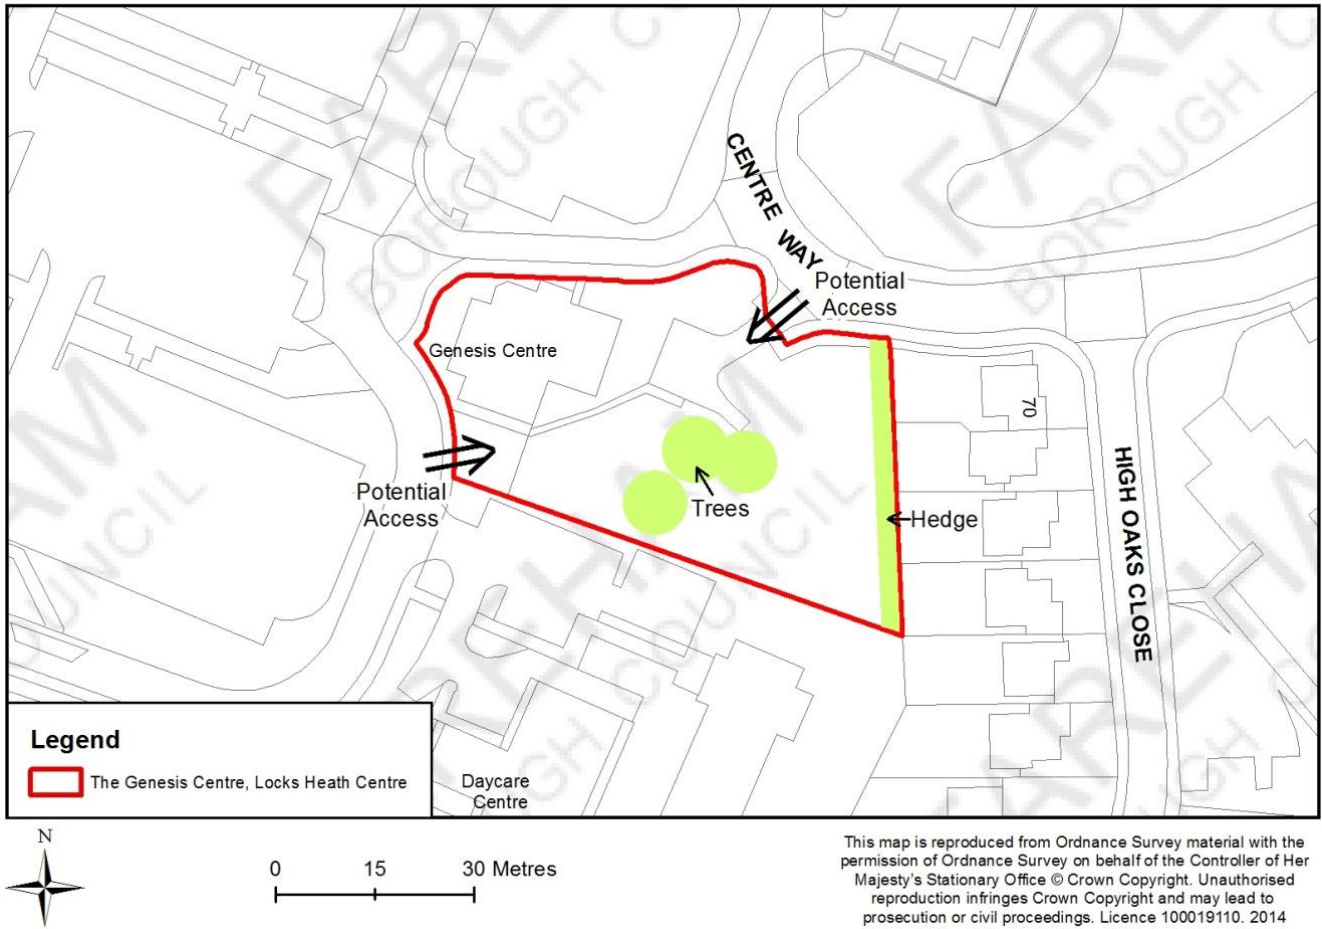 CENTRE WAY
Potential
Access
Genesis Centre
70
Potential
Access
Trees
Hedge
HIGH OAKS CLOSE
Legend
The Genesis Centre, Locks Heath Centre
Daycare
Centre
N
0 15 30 Metres
This map is reproduced from Ordnance Survey material with the
permission of Ordnance Survey on behalf of the Controller of Her
Majesty's Stationary Office © Crown Copyright. Unauthorised
reproduction infringes Crown Copyright and may lead to
prosecution or civil proceedings. Licence 100019110. 2014
FAREHAM
BOROUGH COUNCIL